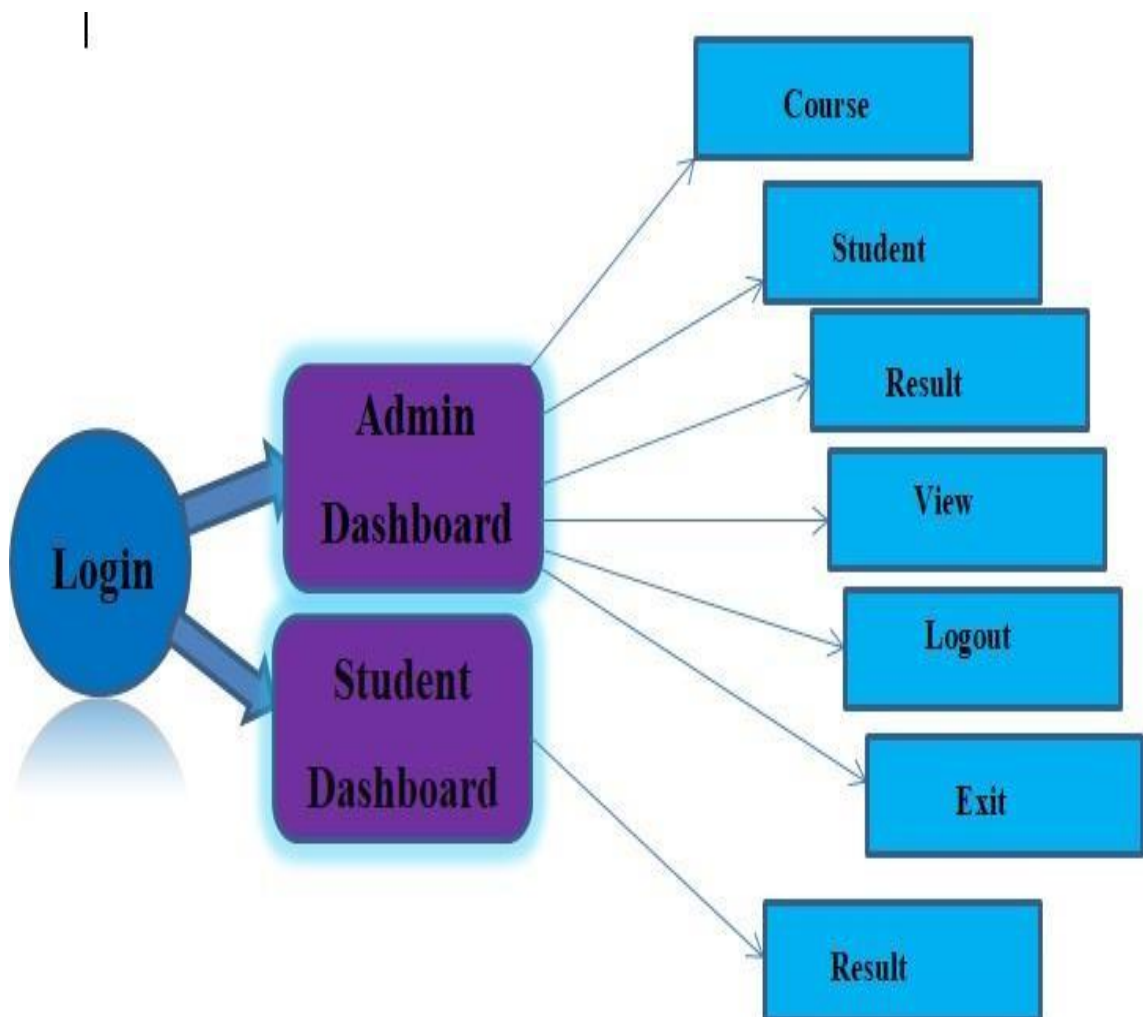 Course
Student
Result
Admin
Dashboard
View
Login
Logout
Student
Dashboard
Exit
Result